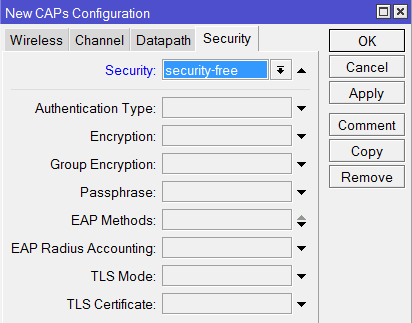 New CAPs Configuration
Wireless Channel Datapath Security
Security: security-free
Authentication Type:
Encryption:
Group Encryption:
Passphrase:
EAP Methods:
EAP Radius Accounting:
TLS Mode:
TLS Certificate:
OK
Cancel
Apply
Comment
Copy
Remove